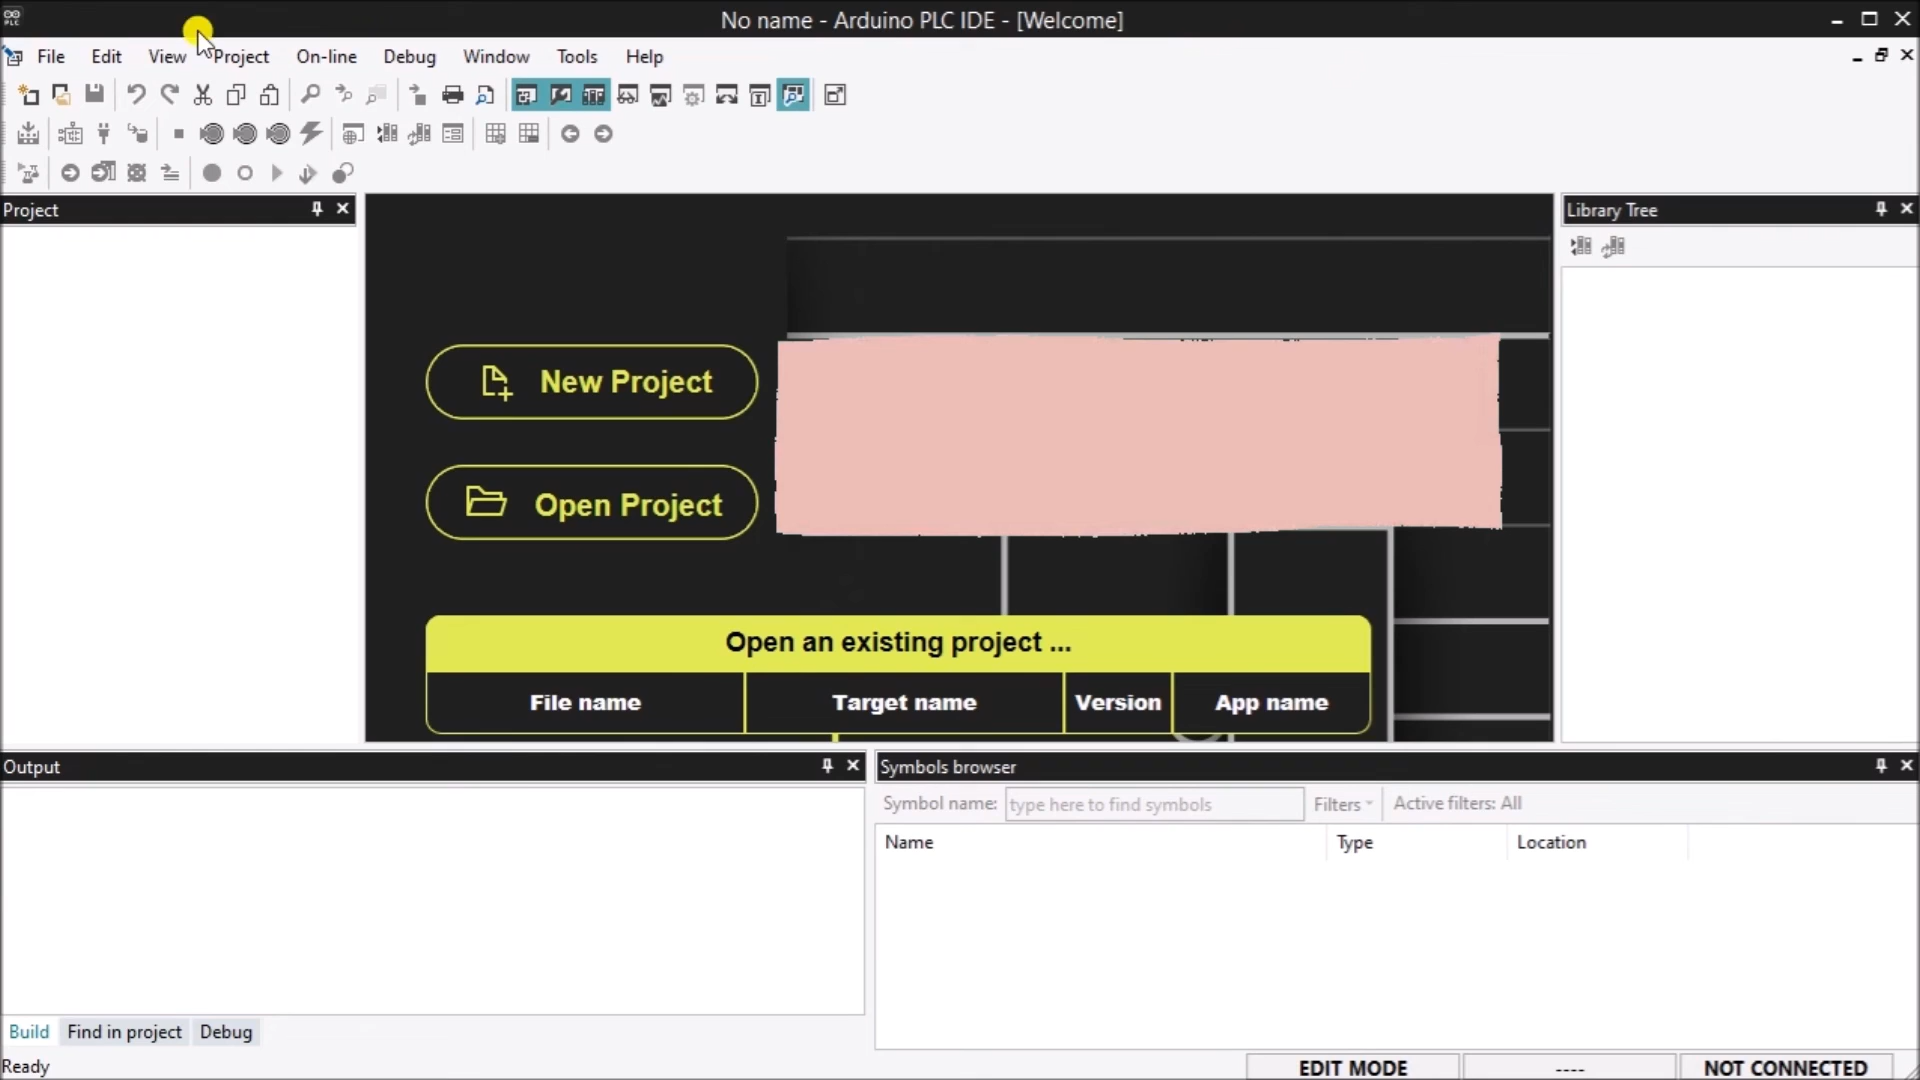 No name - Arduino PLC IDE - [Welcome]
File Edit View Project On-line Debug Window Tools Help
Project
Library Tree
New Project
Open Project
Open an existing project ...
File name Target name Version App name
Output
Symbols browser
Symbol name: type here to find symbols Filters Active filters: All
Name Type Location
Build Find in project Debug
Ready
EDIT MODE ---- NOT CONNECTED